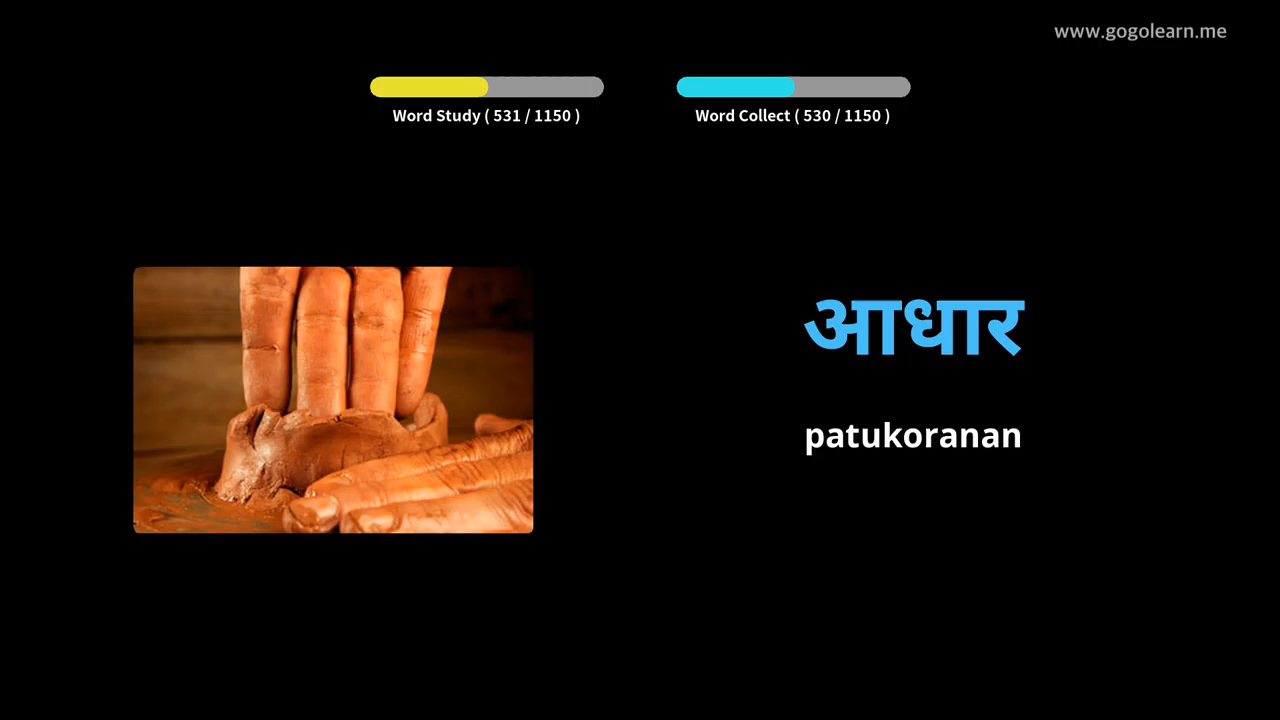 www.gogolearn.me
Word Study ( 531 / 1150 )
Word Collect ( 530 / 1150 )
आधार
patukoranan